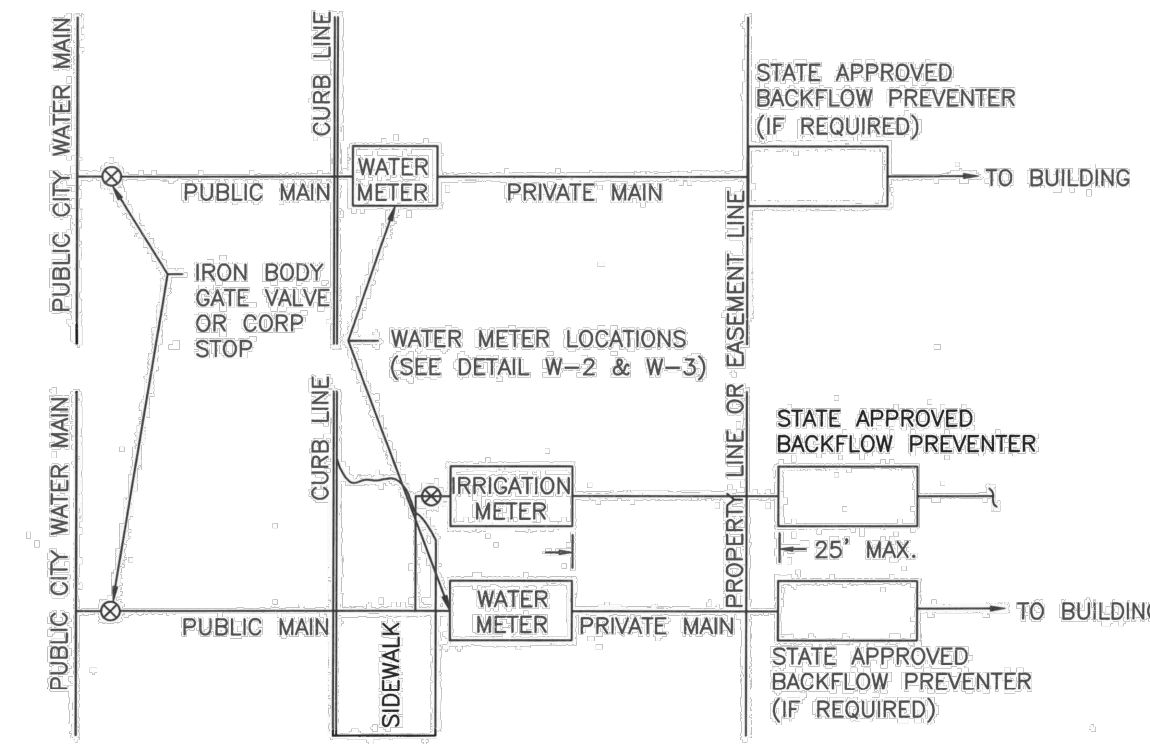 PUBLIC CITY WATER MAIN
CURB LINE
STATE APPROVED
BACKFLOW PREVENTER
(IF REQUIRED)
WATER
METER
PUBLIC MAIN
PRIVATE MAIN
TO BUILDING
IRON BODY
GATE VALVE
OR CORP
STOP
WATER METER LOCATIONS
(SEE DETAIL W-2 & W-3)
PROPERTY LINE OR EASEMENT LINE
PUBLIC CITY WATER MAIN
CURB LINE
STATE APPROVED
BACKFLOW PREVENTER
IRRIGATION
METER
25' MAX.
WATER
METER
PUBLIC MAIN
PRIVATE MAIN
TO BUILDING
SIDEWALK
STATE APPROVED
BACKFLOW PREVENTER
(IF REQUIRED)